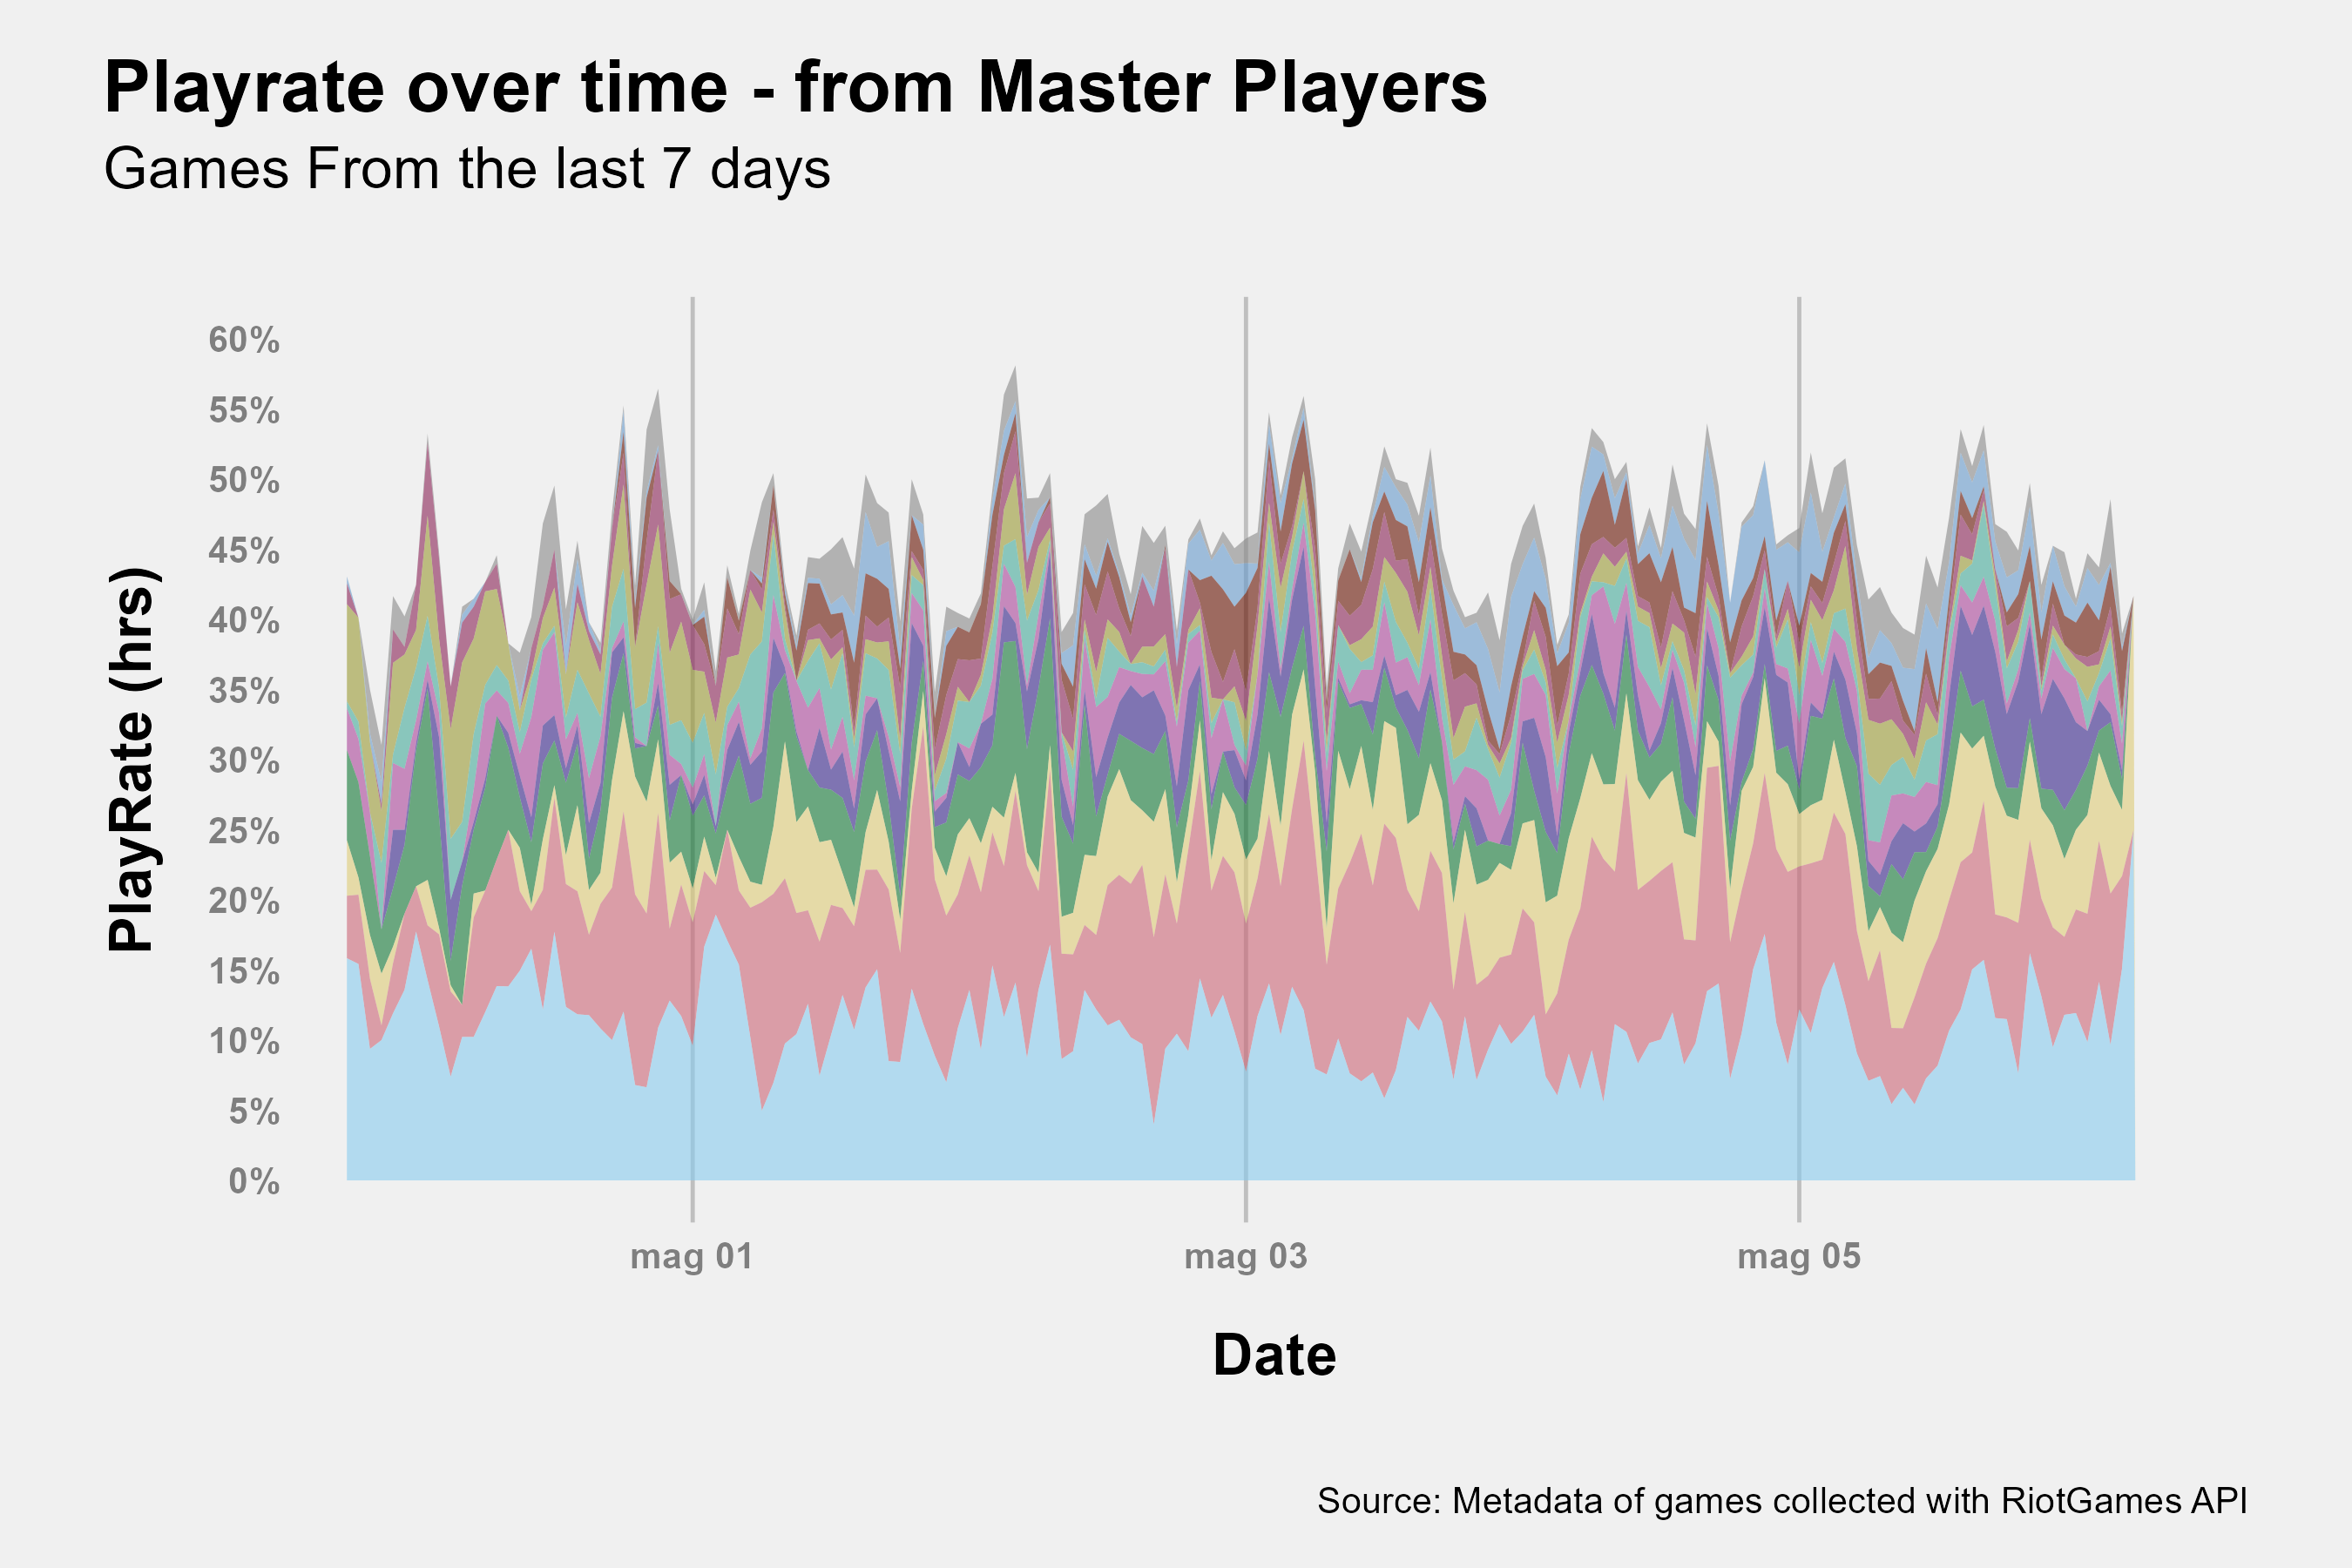 Playrate over time - from Master Players
Games From the last 7 days
PlayRate (hrs)
60%
55%
50%
45%
40%
35%
30%
25%
20%
15%
10%
5%
0%
mag 01
mag 03
mag 05
Date
Source: Metadata of games collected with RiotGames API